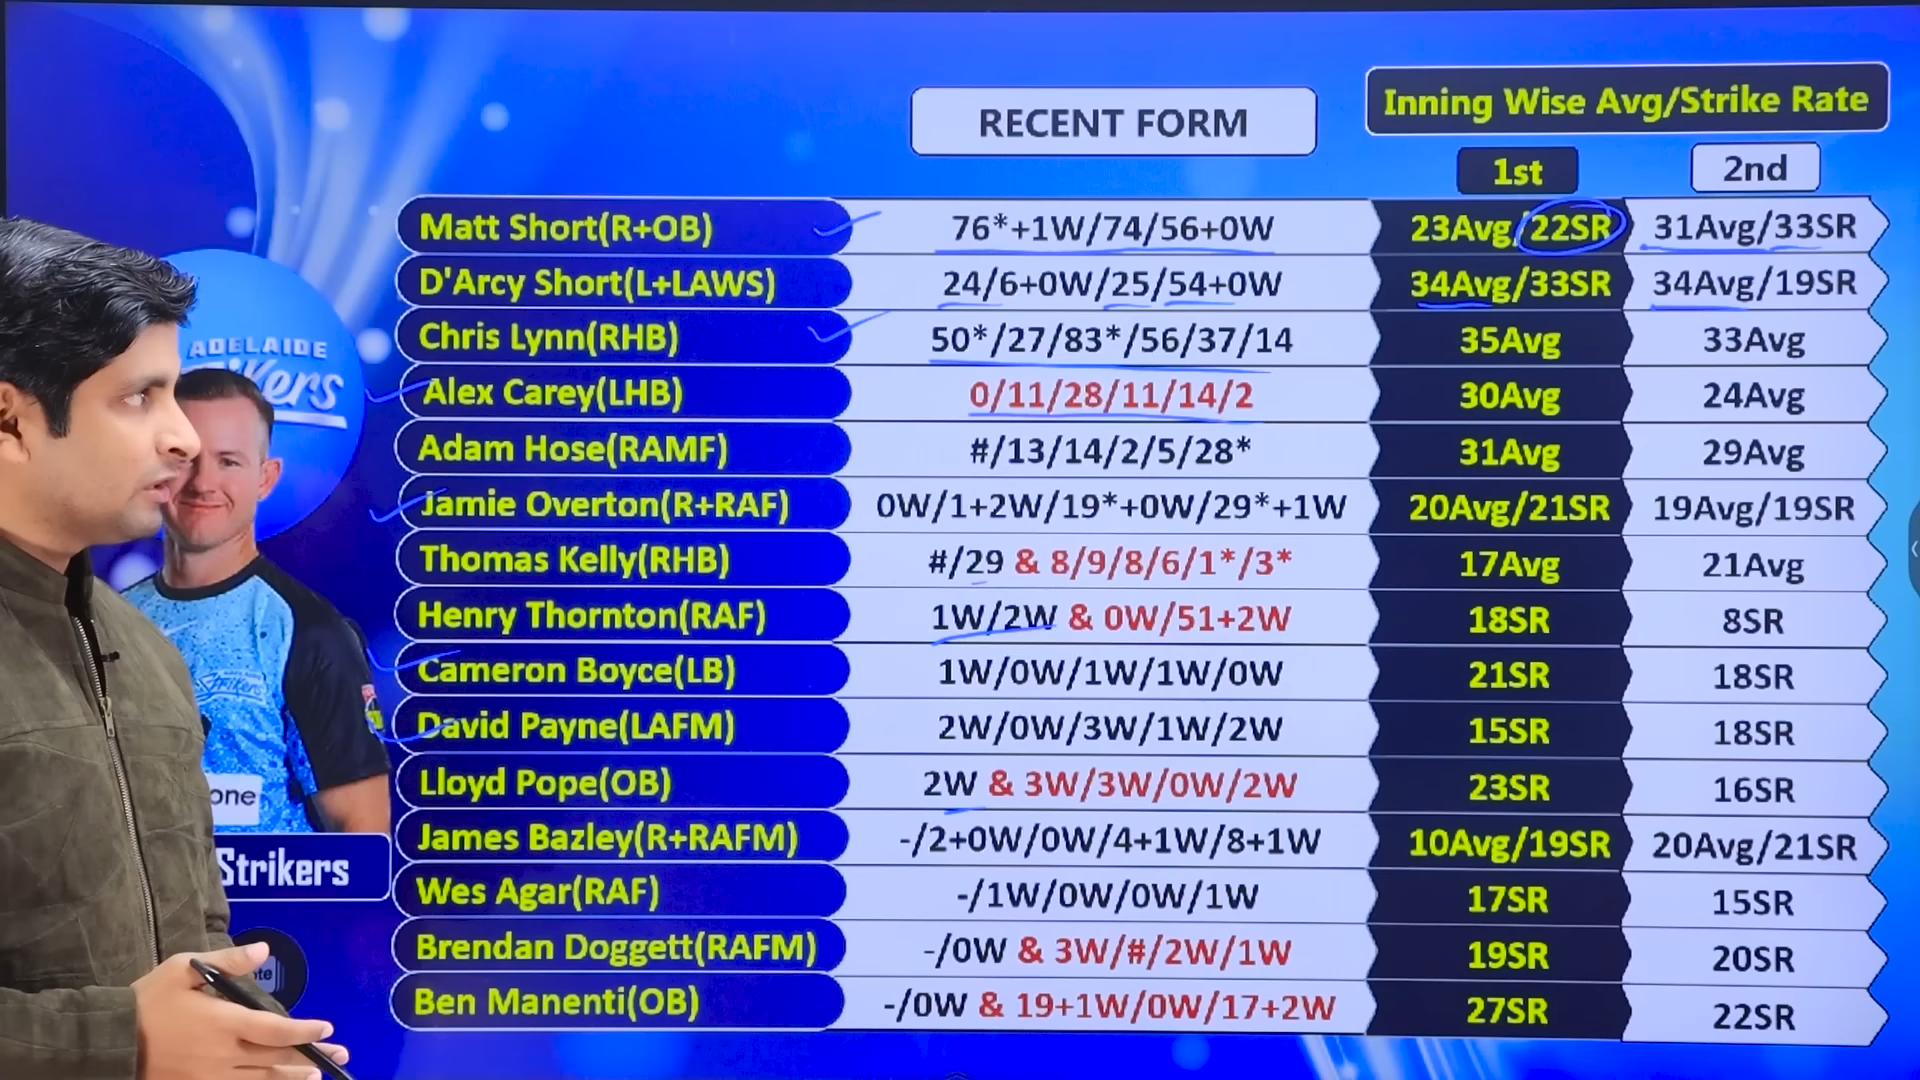 RECENT FORM
Inning Wise Avg/Strike Rate
1st
2nd
Matt Short(R+OB) 76*+1W/74/56+0W 23Avg/22SR 31Avg/33SR
D'Arcy Short(L+LAWS) 24/6+0W/25/54+0W 34Avg/33SR 34Avg/19SR
Chris Lynn(RHB) 50*/27/83*/56/37/14 35Avg 33Avg
Alex Carey(LHB) 0/11/28/11/14/2 30Avg 24Avg
Adam Hose(RAMF) #/13/14/2/5/28* 31Avg 29Avg
Jamie Overton(R+RAF) 0W/1+2W/19*+0W/29*+1W 20Avg/21SR 19Avg/19SR
Thomas Kelly(RHB) #/29 & 8/9/8/6/1*/3* 17Avg 21Avg
Henry Thornton(RAF) 1W/2W & 0W/51+2W 18SR 8SR
Cameron Boyce(LB) 1W/0W/1W/1W/0W 21SR 18SR
David Payne(LAFM) 2W/0W/3W/1W/2W 15SR 18SR
Lloyd Pope(OB) 2W & 3W/3W/0W/2W 23SR 16SR
James Bazley(R+RAFM) -/2+0W/0W/4+1W/8+1W 10Avg/19SR 20Avg/21SR
Wes Agar(RAF) -/1W/0W/0W/1W 17SR 15SR
Brendan Doggett(RAFM) -/0W & 3W/#/2W/1W 19SR 20SR
Ben Manenti(OB) -/0W & 19+1W/0W/17+2W 27SR 22SR
ADELAIDE
Strikers
one
Strikers